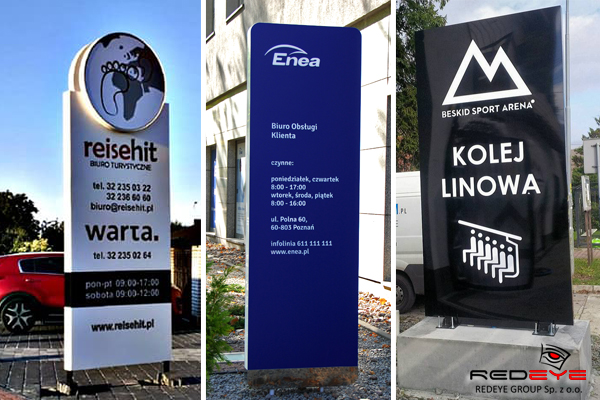 reisehit
BIURO TURYSTYCZNE
tel. 32 235 03 22
32 236 60 60
biuro@reisehit.pl
warta.
tel. 32 235 02 64
pon-pt 09:00-17:00
sobota 09:00-12:00
www.reisehit.pl
Enea
Biuro Obsługi
Klienta
czynne:
poniedziałek, czwartek
8:00 - 17:00
wtorek, środa, piątek
8:00 - 16:00
ul. Polna 60,
60-803 Poznań
infolinia 611 111 111
www.enea.pl
BESKID SPORT ARENA®
KOLEJ
LINOWA
REDEYE
REDEYE GROUP Sp. z o.o.